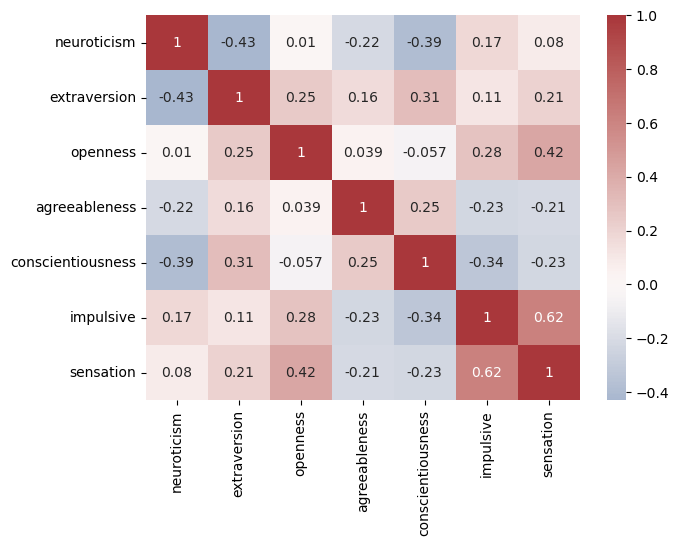 neuroticism 1 -0.43 0.01 -0.22 -0.39 0.17 0.08
extraversion -0.43 1 0.25 0.16 0.31 0.11 0.21
openness 0.01 0.25 1 0.039 -0.057 0.28 0.42
agreeableness -0.22 0.16 0.039 1 0.25 -0.23 -0.21
conscientiousness -0.39 0.31 -0.057 0.25 1 -0.34 -0.23
impulsive 0.17 0.11 0.28 -0.23 -0.34 1 0.62
sensation 0.08 0.21 0.42 -0.21 -0.23 0.62 1
neuroticism
extraversion
openness
agreeableness
conscientiousness
impulsive
sensation
1.0
0.8
0.6
0.4
0.2
0.0
−0.2
−0.4